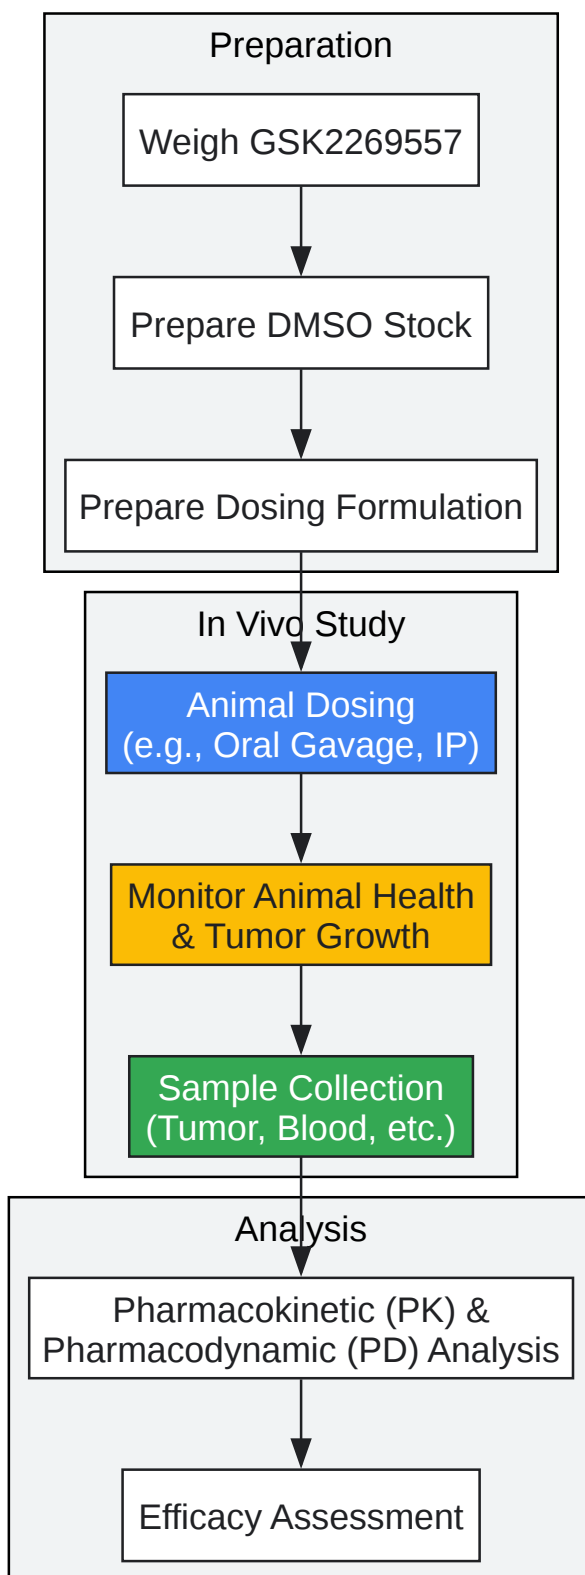 Preparation
Weigh GSK2269557
Prepare DMSO Stock
Prepare Dosing Formulation
In Vivo Study
Animal Dosing
(e.g., Oral Gavage, IP)
Monitor Animal Health
& Tumor Growth
Sample Collection
(Tumor, Blood, etc.)
Analysis
Pharmacokinetic (PK) &
Pharmacodynamic (PD) Analysis
Efficacy Assessment